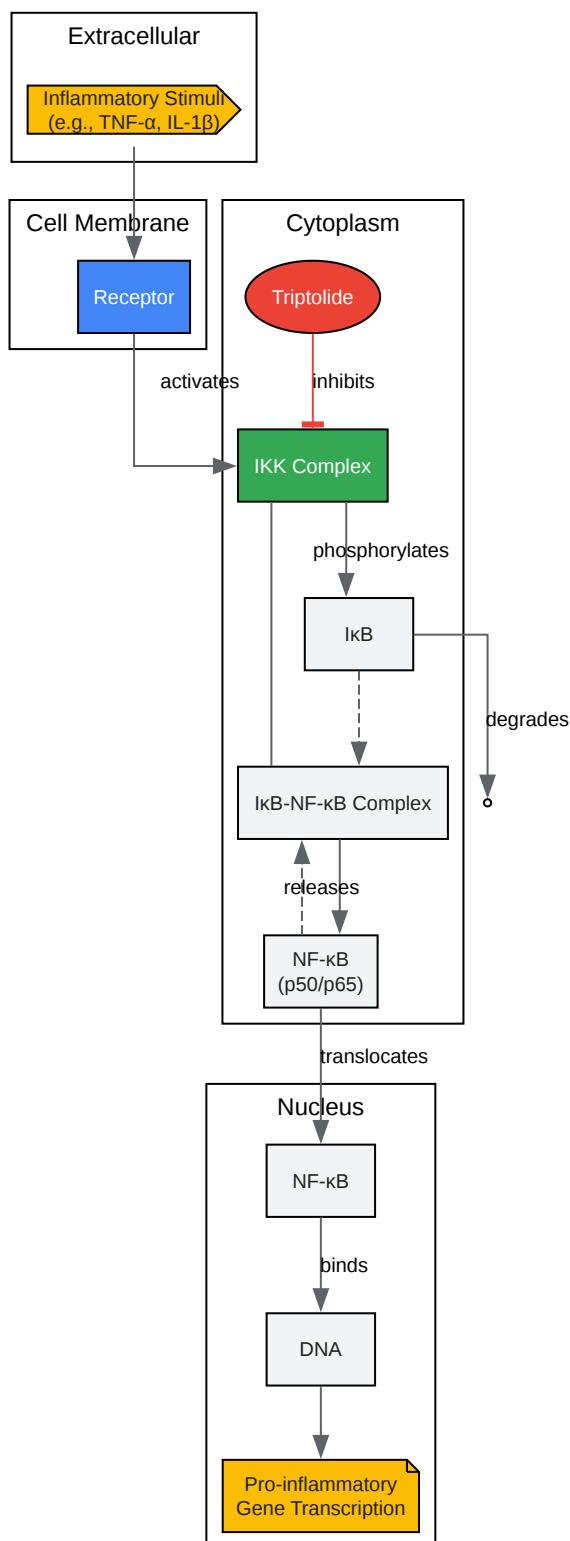 Extracellular
Inflammatory Stimuli
(e.g., TNF-α, IL-1β)
Cell Membrane
Cytoplasm
Receptor
Triptolide
activates
inhibits
IKK Complex
phosphorylates
IκB
degrades
IκB-NF-κB Complex
releases
NF-κB
(p50/p65)
translocates
Nucleus
NF-κB
binds
DNA
Pro-inflammatory
Gene Transcription